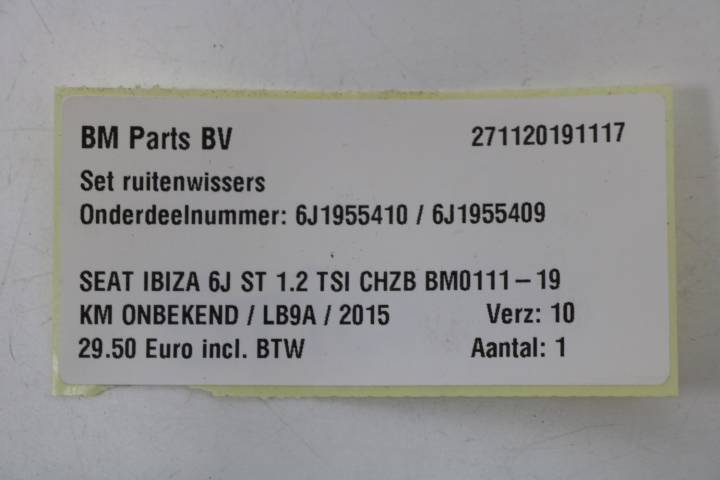 BM Parts BV 271120191117
Set ruitenwissers
Onderdeelnummer: 6J1955410 / 6J1955409
SEAT IBIZA 6J ST 1.2 TSI CHZB BM0111-19
KM ONBEKEND / LB9A / 2015 Verz: 10
29.50 Euro incl. BTW Aantal: 1